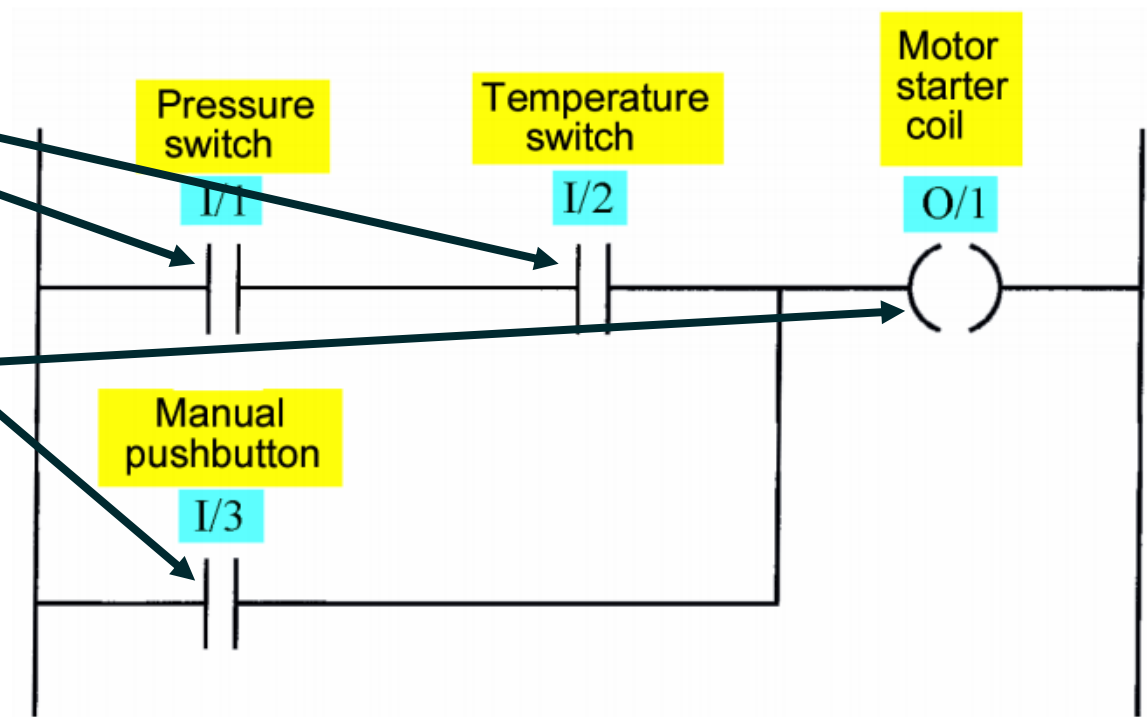 Pressure
switch
I/1
Temperature
switch
I/2
Motor
starter
coil
O/1
Manual
pushbutton
I/3